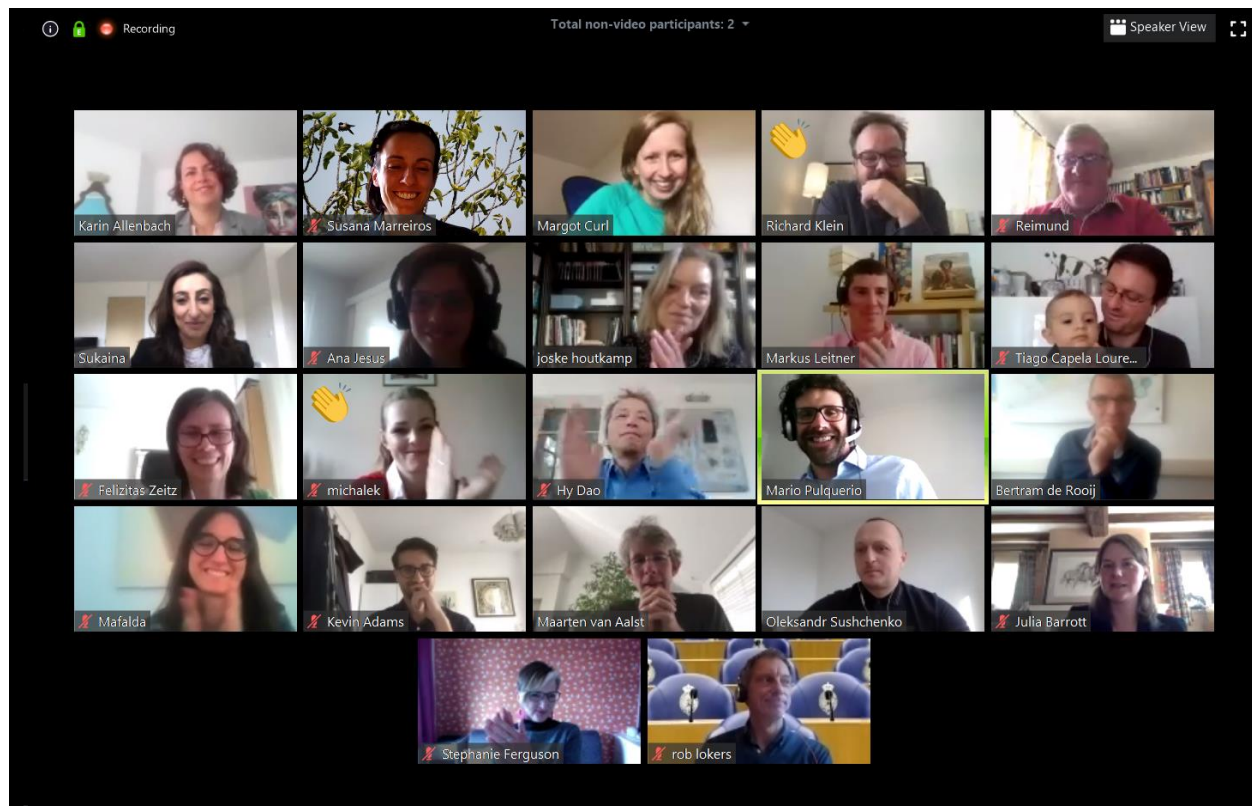 Recording
Total non-video participants: 2
Speaker View
Karin Allenbach
Susana Marreiros
Margot Curl
Richard Klein
Reimund
Sukaina
Ana Jesus
joske houtkamp
Markus Leitner
Tiago Capela Loure...
Felizitas Zeitz
michalek
Hy Dao
Mario Pulquerio
Bertram de Rooij
Mafalda
Kevin Adams
Maarten van Aalst
Oleksandr Sushchenko
Julia Barrott
Stephanie Ferguson
rob lokers